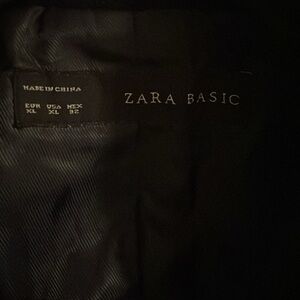 MADE IN CHINA
ZARA BASIC
EUR USA MEX
XL XL 32